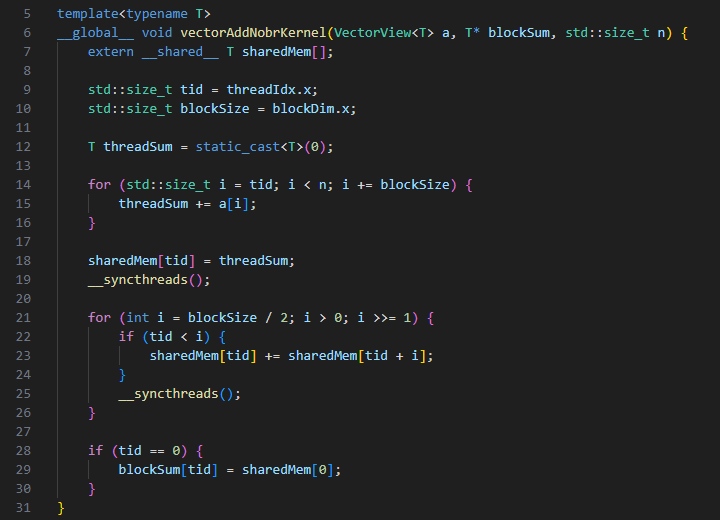 5 template<typename T>
6 __global__ void vectorAddNobrKernel(VectorView<T> a, T* blockSum, std::size_t n) {
7     extern __shared__ T sharedMem[];
8
9     std::size_t tid = threadIdx.x;
10     std::size_t blockSize = blockDim.x;
11
12     T threadSum = static_cast<T>(0);
13
14     for (std::size_t i = tid; i < n; i += blockSize) {
15         threadSum += a[i];
16     }
17
18     sharedMem[tid] = threadSum;
19     __syncthreads();
20
21     for (int i = blockSize / 2; i > 0; i >>= 1) {
22         if (tid < i) {
23             sharedMem[tid] += sharedMem[tid + i];
24         }
25         __syncthreads();
26     }
27
28     if (tid == 0) {
29         blockSum[tid] = sharedMem[0];
30     }
31 }